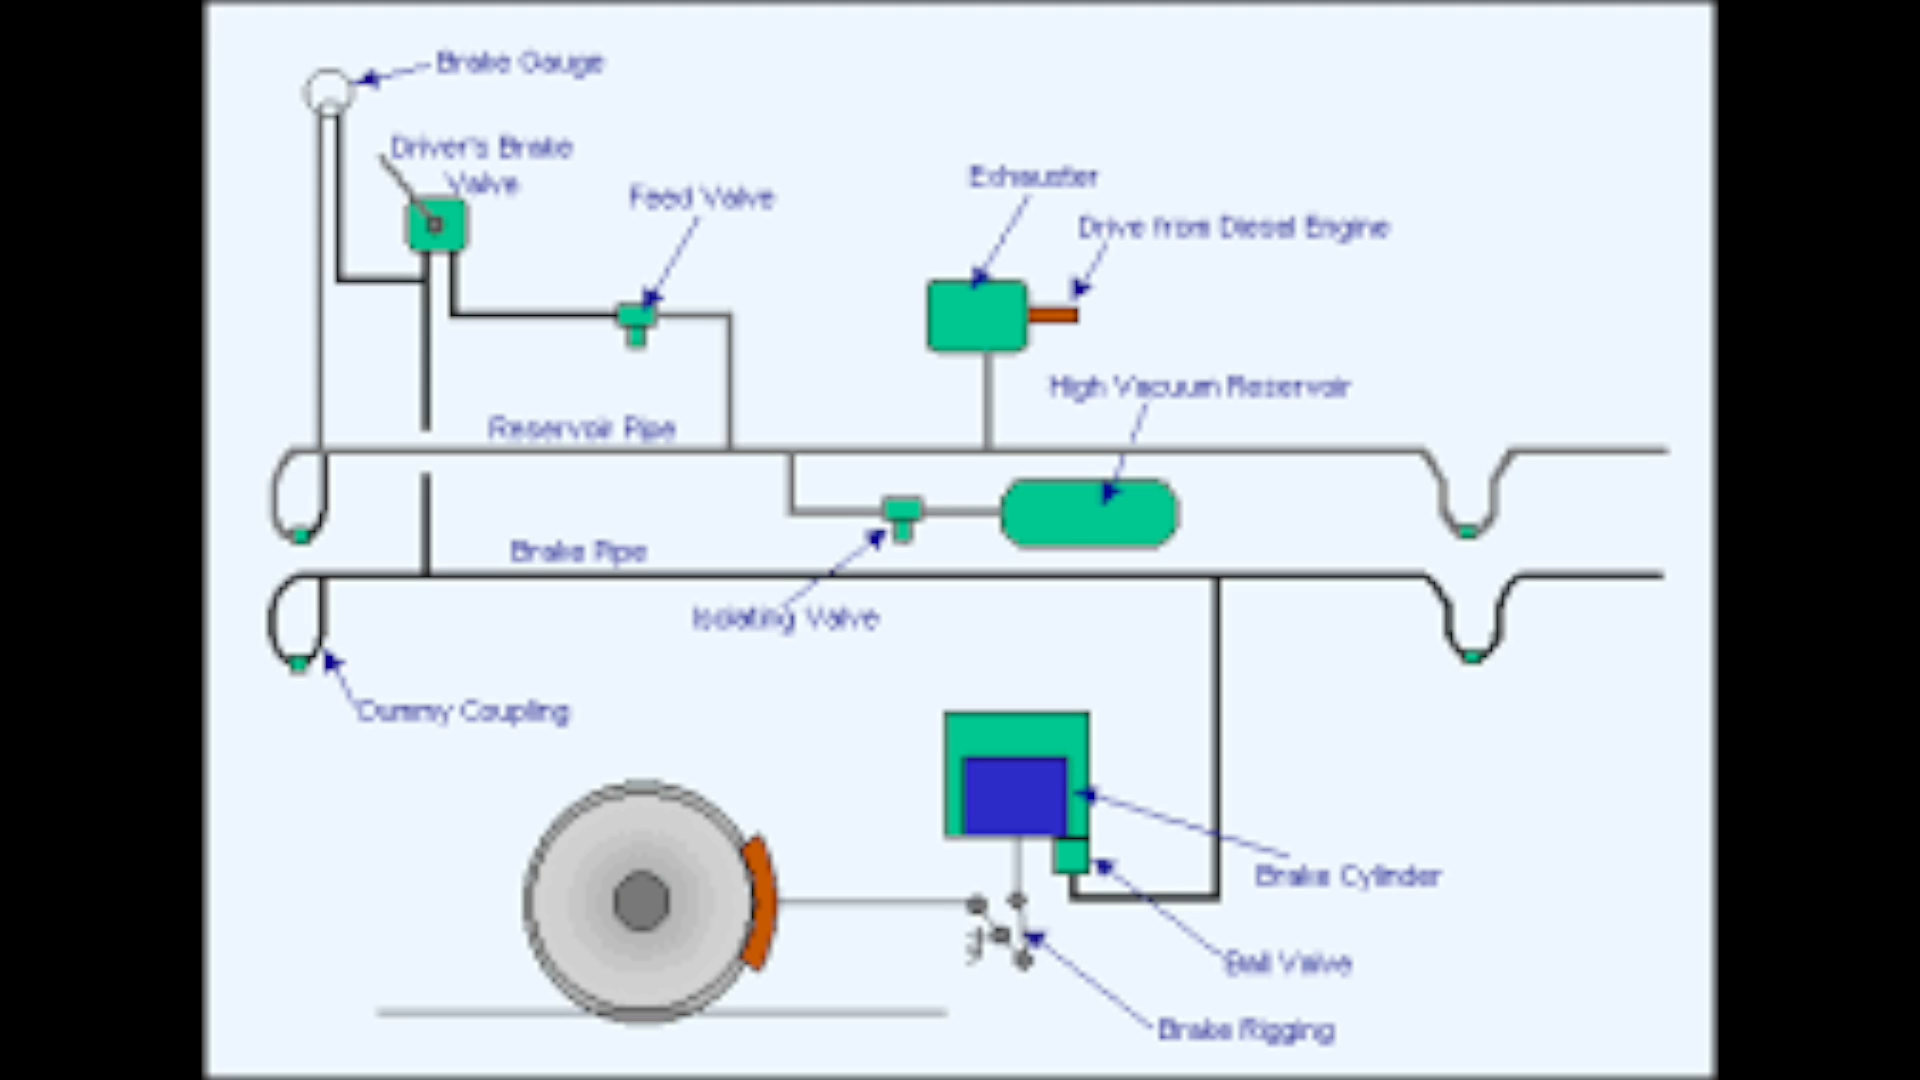 Brake Gauge
Driver's Brake
Valve
Feed Valve
Exhauster
Drive from Diesel Engine
High Vacuum Reservoir
Reservoir Pipe
Brake Pipe
Isolating Valve
Dummy Coupling
Brake Cylinder
Ball Valve
Brake Rigging